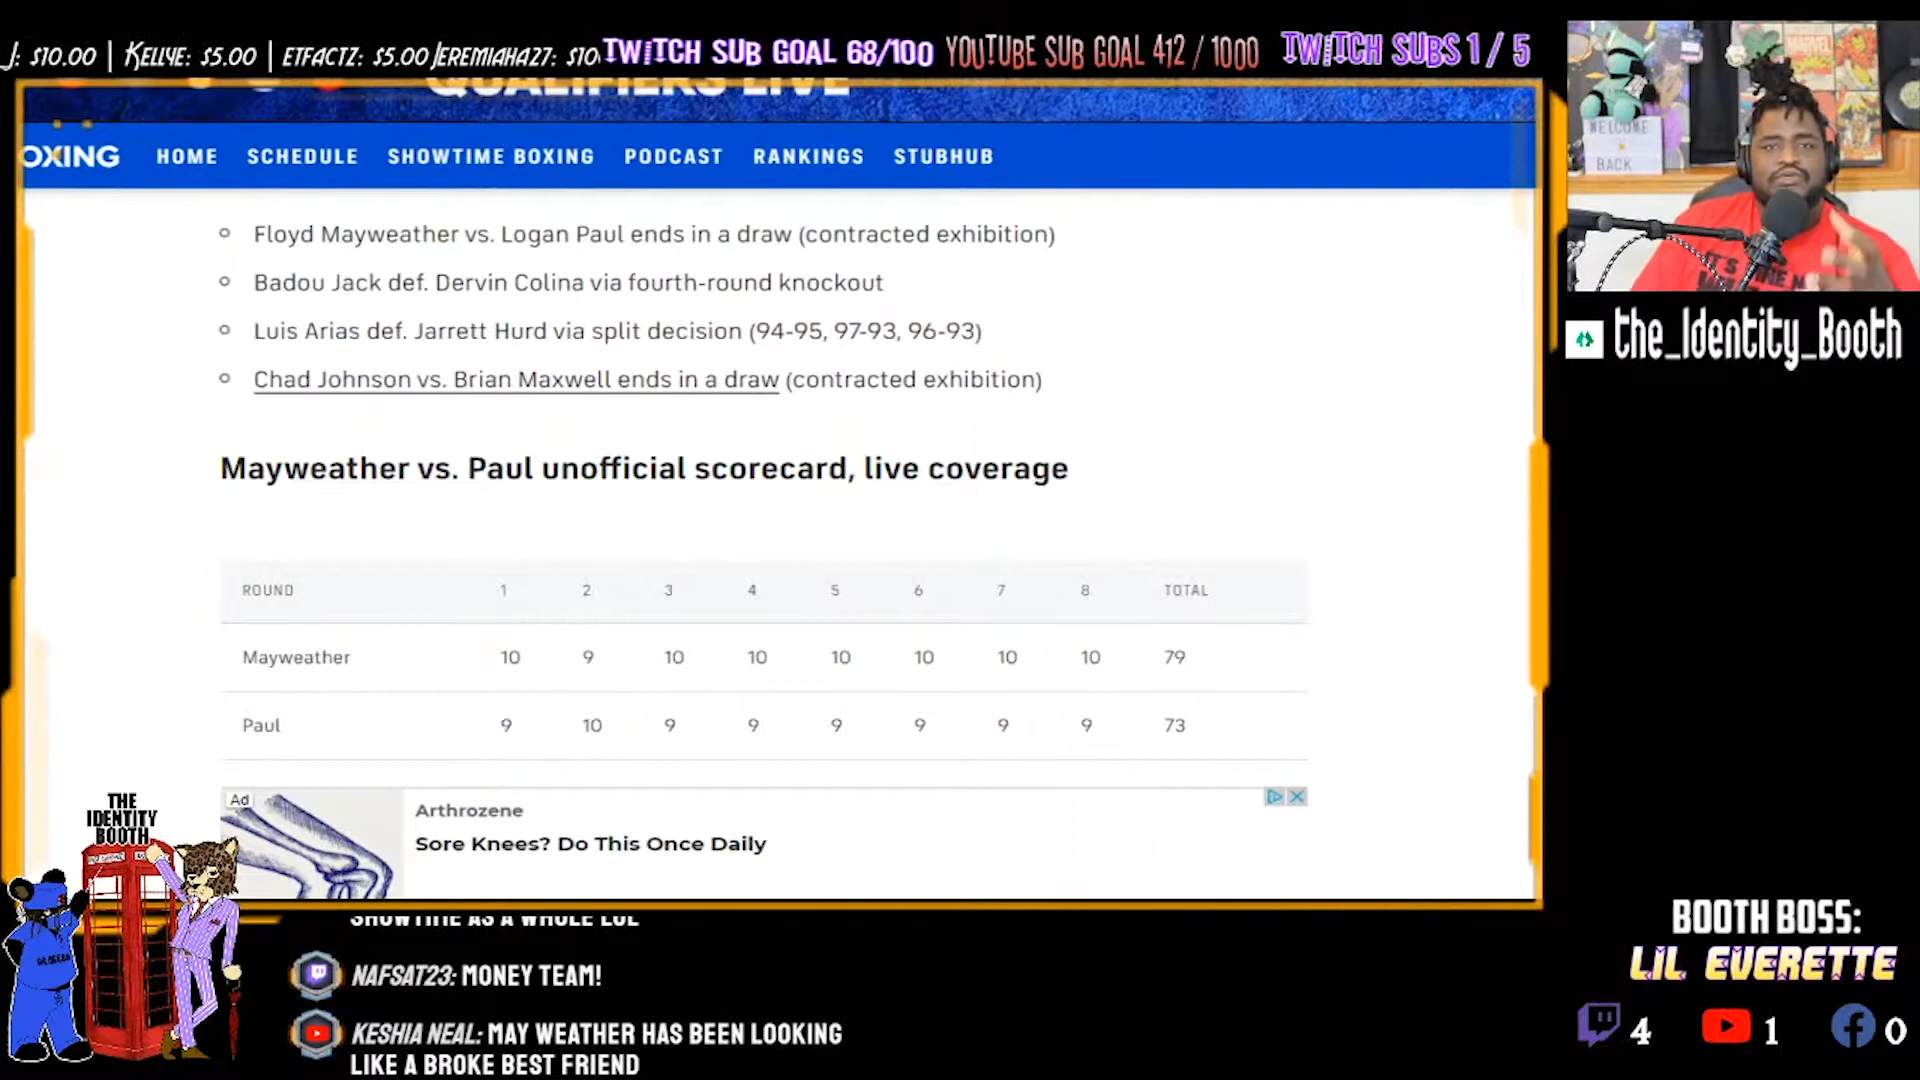 J: $10.00 | KELLYE: $5.00 | ETFACTZ: $5.00 JEREMIAHA27: $10
TWITCH SUB GOAL 68/100
YOUTUBE SUB GOAL 412 / 1000
TWITCH SUBS 1 / 5
QUALIFIERS LIVE
OXING
HOME
SCHEDULE
SHOWTIME BOXING
PODCAST
RANKINGS
STUBHUB
WELCOME
BACK
MARVEL
the_Identity_Booth
Floyd Mayweather vs. Logan Paul ends in a draw (contracted exhibition)
Badou Jack def. Dervin Colina via fourth-round knockout
Luis Arias def. Jarrett Hurd via split decision (94-95, 97-93, 96-93)
Chad Johnson vs. Brian Maxwell ends in a draw (contracted exhibition)
Mayweather vs. Paul unofficial scorecard, live coverage
ROUND 1 2 3 4 5 6 7 8 TOTAL
Mayweather 10 9 10 10 10 10 10 10 79
Paul 9 10 9 9 9 9 9 9 73
Ad
Arthrozene
Sore Knees? Do This Once Daily
THE
IDENTITY
BOOTH
SHOWTIME AS A WHOLE LOL
NAFSAT23: MONEY TEAM!
KESHIA NEAL: MAY WEATHER HAS BEEN LOOKING
LIKE A BROKE BEST FRIEND
BOOTH BOSS:
LIL EVERETTE
4
1
0